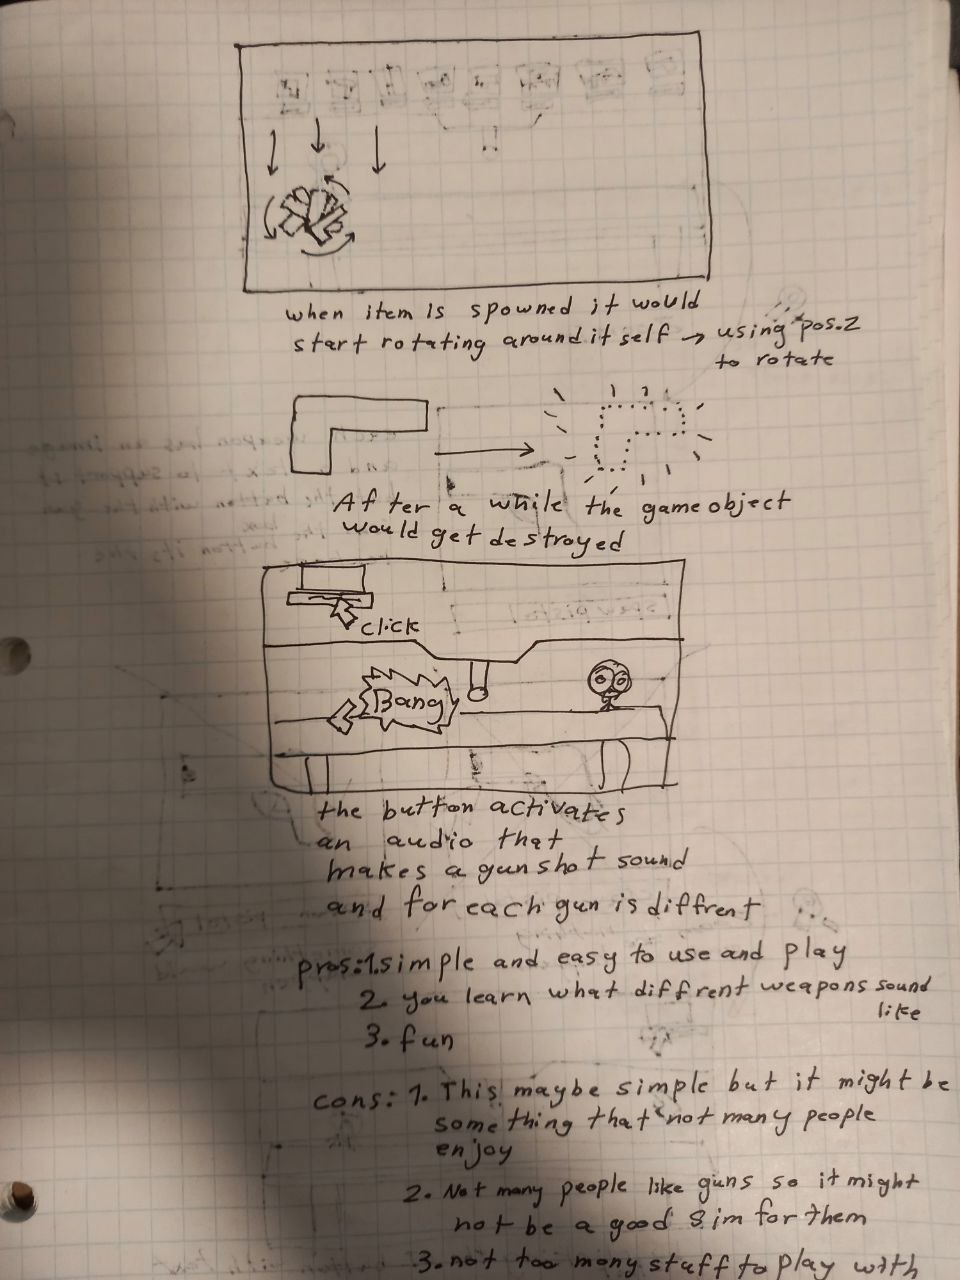 when item is spowned it would
start rotating around it self → using pos.z
to rotate
After a while the game object
would get destroyed
click
Bang
the button activates
an audio that
makes a gun shot sound
and for each gun is diffrent ...
pros: 1. simple and easy to use and play
2. you learn what diffrent weapons sound
like
3. fun
cons: 1. This maybe simple but it might be
something that not many people
enjoy
2. Not many people like guns so it might
not be a good sim for them
3. not too many staff to play with